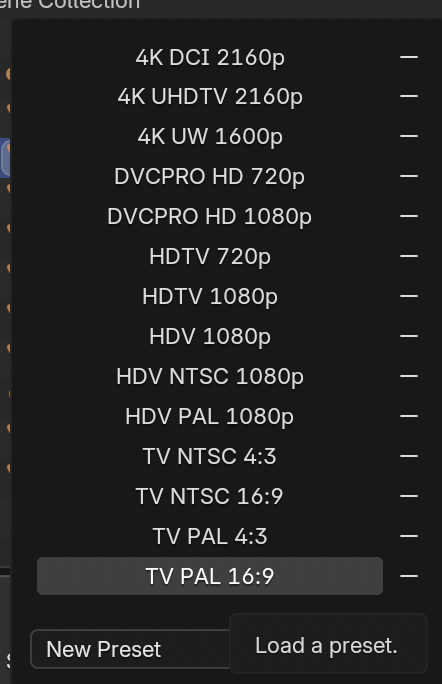 ene Collection
4K DCI 2160p
4K UHDTV 2160p
4K UW 1600p
DVCPRO HD 720p
DVCPRO HD 1080p
HDTV 720p
HDTV 1080p
HDV 1080p
HDV NTSC 1080p
HDV PAL 1080p
TV NTSC 4:3
TV NTSC 16:9
TV PAL 4:3
TV PAL 16:9
New Preset
Load a preset.